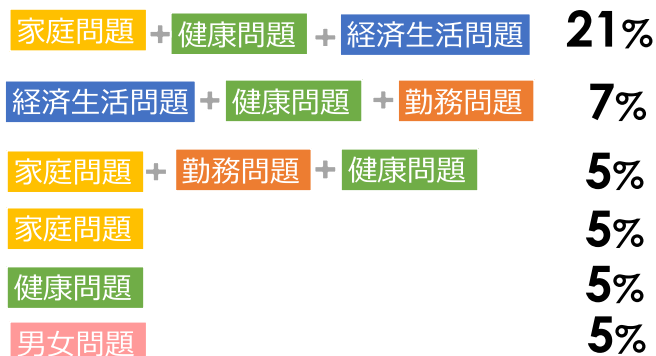 家庭問題 + 健康問題 + 経済生活問題 21%
経済生活問題 + 健康問題 + 勤務問題 7%
家庭問題 + 勤務問題 + 健康問題 5%
家庭問題 5%
健康問題 5%
男女問題 5%